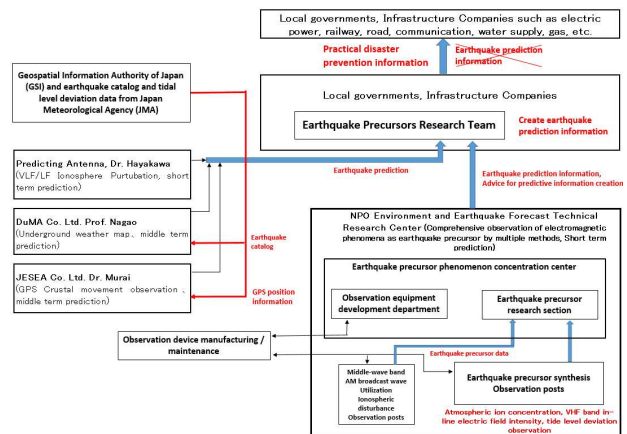 Local governments, Infrastructure Companies such as electric
power, railway, road, communication, water supply, gas, etc.
Practical disaster
prevention information
Earthquake prediction
information
Geospatial Information Authority of Japan
(GSI) and earthquake catalog and tidal
level deviation data from Japan
Meteorological Agency (JMA)
Local governments, Infrastructure Companies
Earthquake Precursors Research Team
Create earthquake
prediction information
Predicting Antenna, Dr. Hayakawa
(VLF/LF Ionosphere Purtubation, short
term prediction)
Earthquake prediction
Earthquake prediction information,
Advice for predictive information creation
DuMA Co. Ltd. Prof. Nagao
(Underground weather map、middle term
prediction)
Earthquake
catalog
JESEA Co. Ltd. Dr. Murai
(GPS Crustal movement observation 、
middle term prediction)
GPS position
information
NPO Environment and Earthquake Forecast Technical
Research Center (Comprehensive observation of electromagnetic
phenomena as earthquake precursor by multiple methods, Short term
prediction)
Earthquake precursor phenomenon concentration center
Observation equipment
development department
Earthquake precursor
research section
Observation device manufacturing /
maintenance
Earthquake precursor data
Middle-wave band
AM broadcast wave
Utilization
Ionospheric
disturbance
Observation posts
Earthquake precursor synthesis
Observation posts
Atmospheric ion concentration, VHF band in-
line electric field intensity, tide level deviation
observation